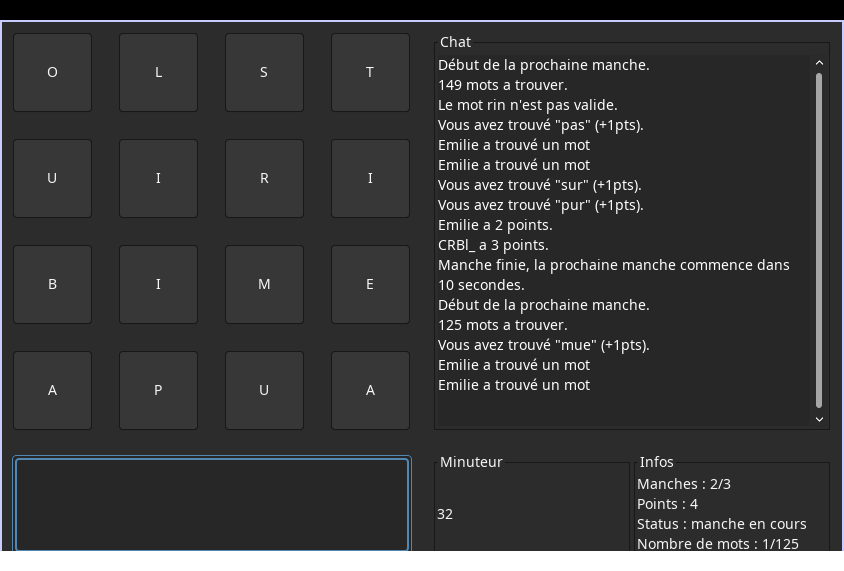 O L S T
U I R I
B I M E
A P U A
Chat
Début de la prochaine manche.
149 mots a trouver.
Le mot rin n'est pas valide.
Vous avez trouvé "pas" (+1pts).
Emilie a trouvé un mot
Emilie a trouvé un mot
Vous avez trouvé "sur" (+1pts).
Vous avez trouvé "pur" (+1pts).
Emilie a 2 points.
CRBl_ a 3 points.
Manche finie, la prochaine manche commence dans
10 secondes.
Début de la prochaine manche.
125 mots a trouver.
Vous avez trouvé "mue" (+1pts).
Emilie a trouvé un mot
Emilie a trouvé un mot
Minuteur
32
Infos
Manches : 2/3
Points : 4
Status : manche en cours
Nombre de mots : 1/125